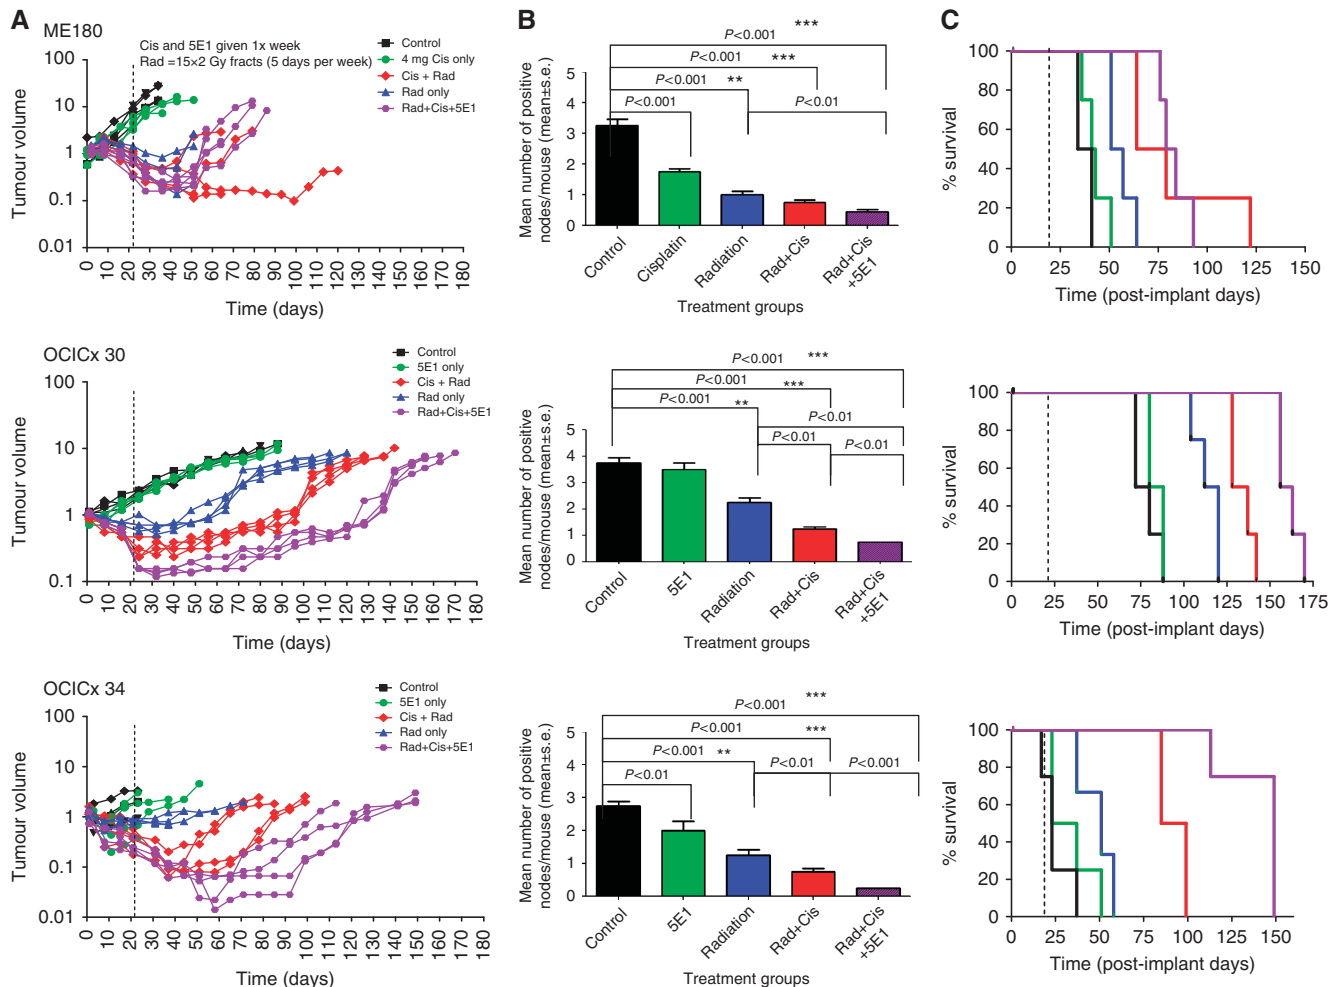 A
ME180
Cis and 5E1 given 1x week
Rad =15×2 Gy fracts (5 days per week)
Control
4 mg Cis only
Cis + Rad
Rad only
Rad+Cis+5E1
Tumour volume
100
10
1
0.1
0.01
0 10 20 30 40 50 60 70 80 90 100 110 120 130 140 150 160 170 180
Time (days)
B
***
P<0.001
***
P<0.001
**
P<0.001
P<0.001
P<0.01
Mean number of positive
nodes/mouse (mean±s.e.)
5
4
3
2
1
0
Control
Cisplatin
Radiation
Rad+Cis
Rad+Cis
+5E1
Treatment groups
C
% survival
100
80
60
40
20
0
0 25 50 75 100 125 150
Time (post-implant days)
OCICx 30
Control
5E1 only
Cis + Rad
Rad only
Rad+Cis+5E1
Tumour volume
100
10
1
0.1
0 10 20 30 40 50 60 70 80 90 100 110 120 130 140 150 160 170 180
Time (days)
P<0.001 ***
P<0.001
***
P<0.001 **
P<0.01
P<0.01
P<0.01
Mean number of positive
nodes/mouse (mean±s.e.)
5
4
3
2
1
0
Control
5E1
Radiation
Rad+Cis
Rad+Cis
+5E1
Treatment groups
% survival
100
80
60
40
20
0
0 25 50 75 100 125 150 175
Time (post-implant days)
OCICx 34
Control
5E1 only
Cis + Rad
Rad only
Rad+Cis+5E1
Tumour volume
100
10
1
0.1
0.01
0 10 20 30 40 50 60 70 80 90 100 110 120 130 140 150 160 170 180
Time (days)
***
P<0.001
P<0.001 ***
P<0.001 **
P<0.01
P<0.01
P<0.001
Mean number of positive
nodes/mouse (mean±s.e.)
5
4
3
2
1
0
Control
5E1
Radiation
Rad+Cis
Rad+Cis
+5E1
Treatment groups
% survival
100
80
60
40
20
0
0 25 50 75 100 125 150
Time (post-implant days)